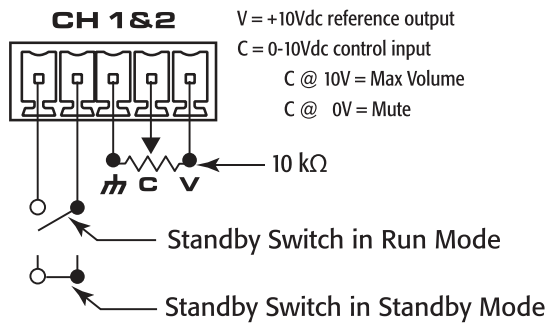 CH 1&2
V = +10Vdc reference output
C = 0-10Vdc control input
C @ 10V = Max Volume
C @ 0V = Mute
10 kΩ
C V
Standby Switch in Run Mode
Standby Switch in Standby Mode